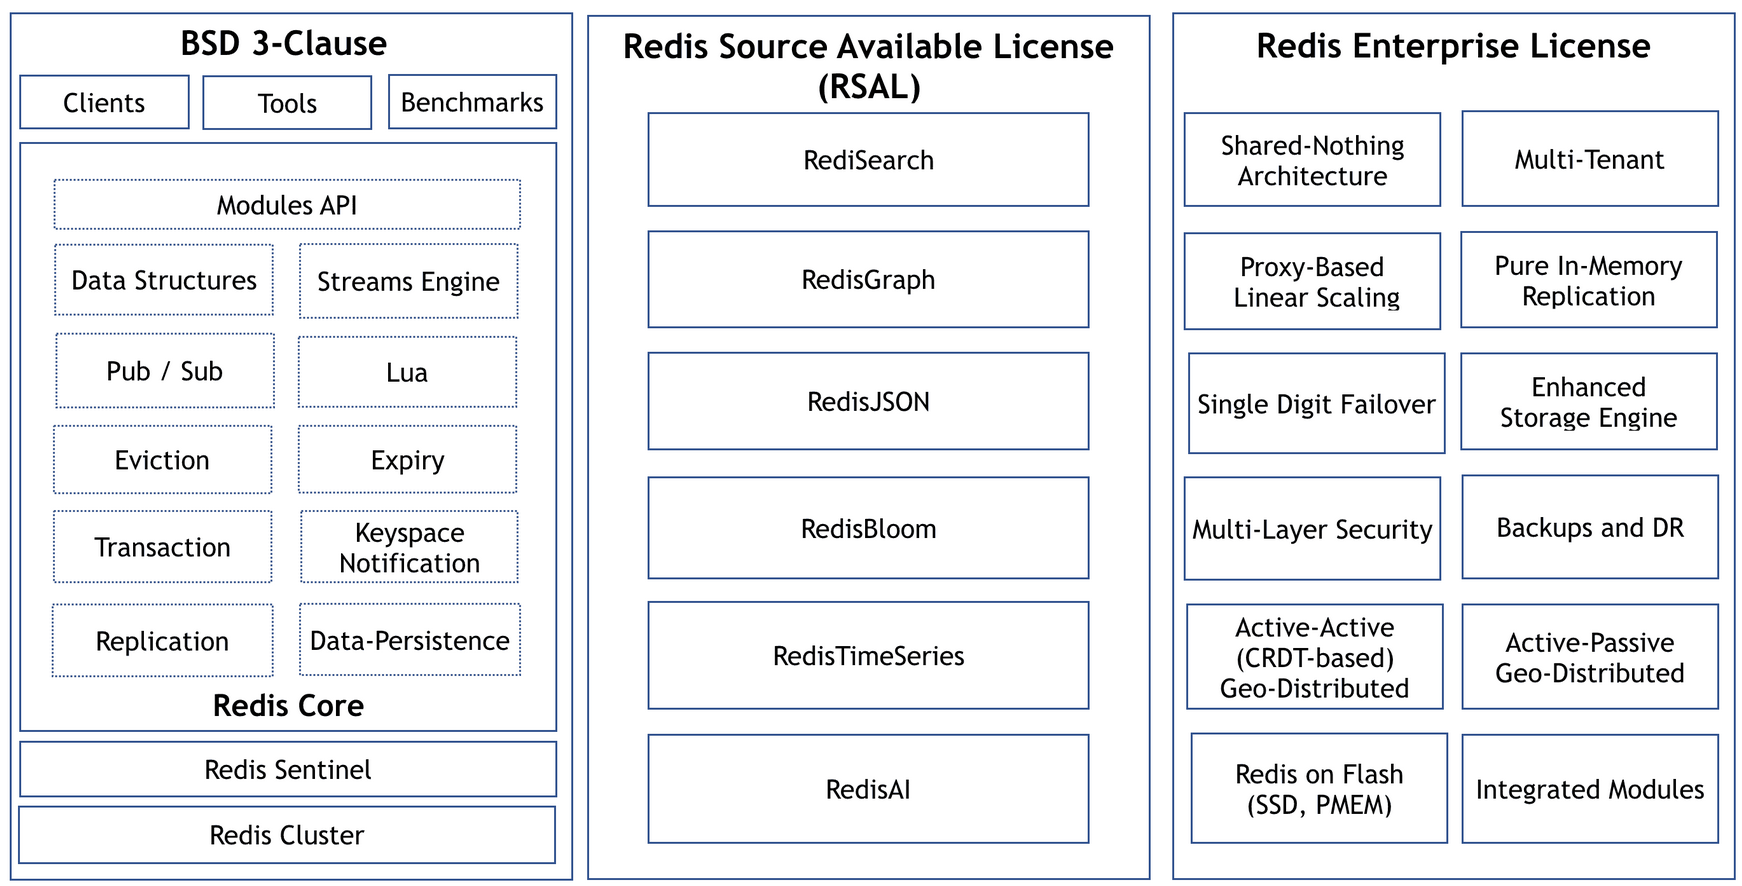 BSD 3-Clause
Clients
Tools
Benchmarks
Modules API
Data Structures
Streams Engine
Pub / Sub
Lua
Eviction
Expiry
Transaction
Keyspace
Notification
Replication
Data-Persistence
Redis Core
Redis Sentinel
Redis Cluster
Redis Source Available License
(RSAL)
RediSearch
RedisGraph
RedisJSON
RedisBloom
RedisTimeSeries
RedisAI
Redis Enterprise License
Shared-Nothing
Architecture
Multi-Tenant
Proxy-Based
Linear Scaling
Pure In-Memory
Replication
Single Digit Failover
Enhanced
Storage Engine
Multi-Layer Security
Backups and DR
Active-Active
(CRDT-based)
Geo-Distributed
Active-Passive
Geo-Distributed
Redis on Flash
(SSD, PMEM)
Integrated Modules